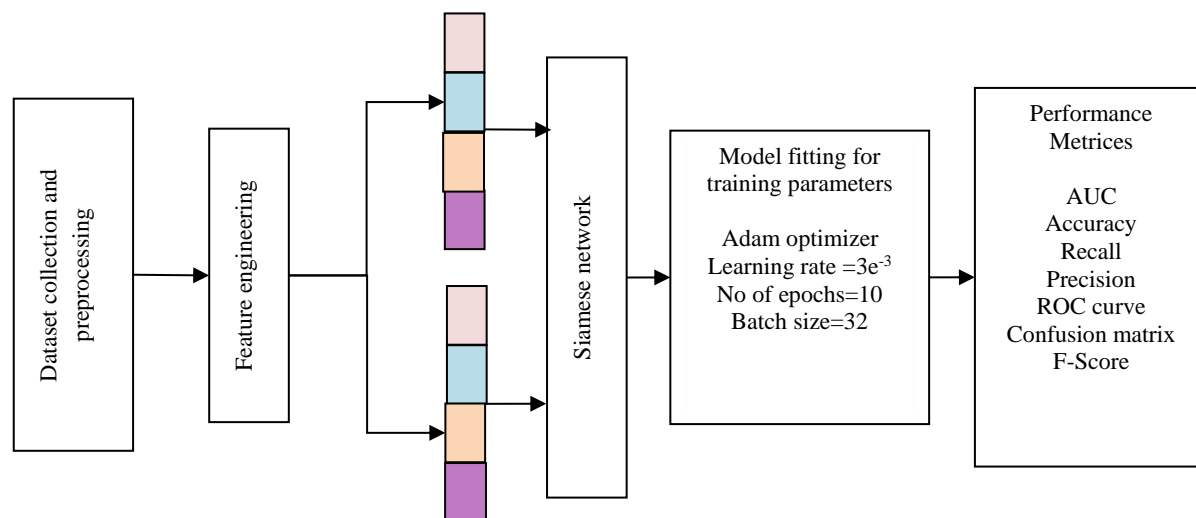 Dataset collection and
preprocessing
Feature engineering
Siamese network
Model fitting for
training parameters
Adam optimizer
Learning rate =3e⁻³
No of epochs=10
Batch size=32
Performance
Metrices
AUC
Accuracy
Recall
Precision
ROC curve
Confusion matrix
F-Score